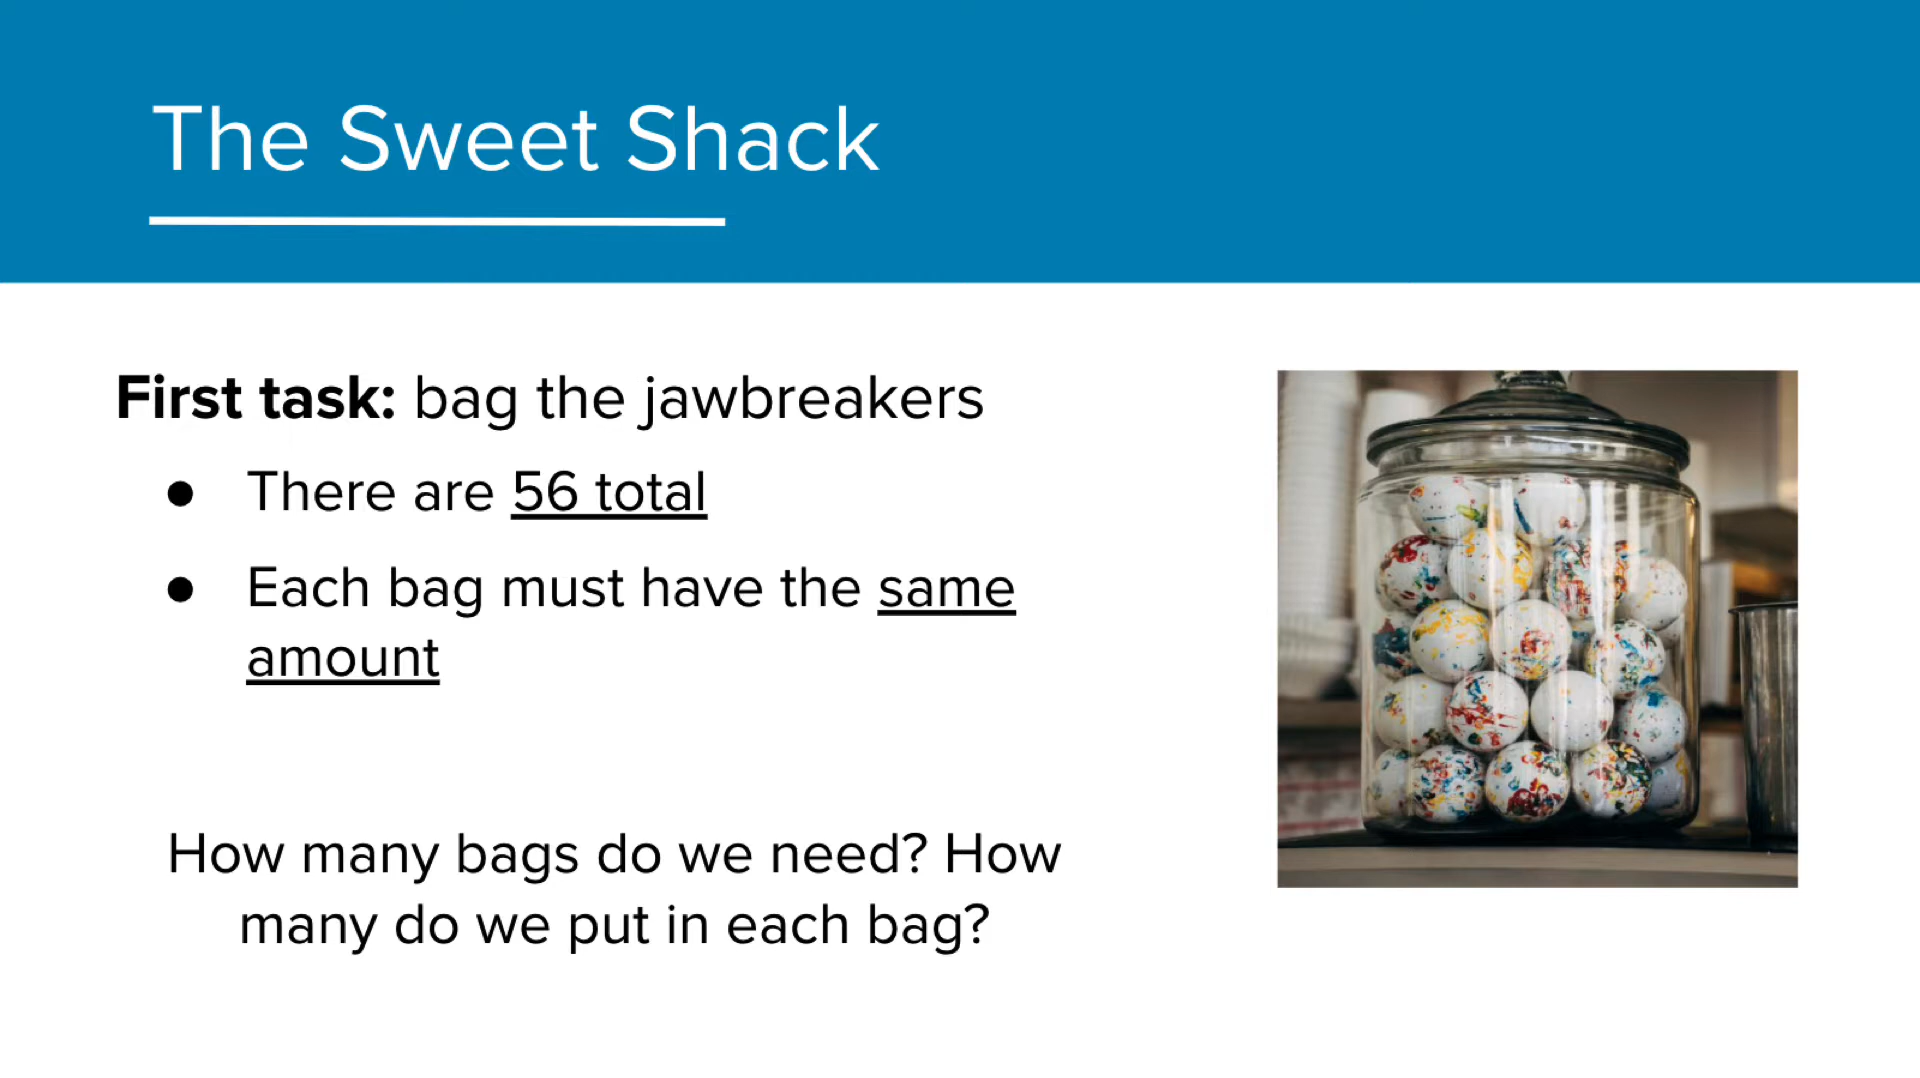 The Sweet Shack
First task: bag the jawbreakers
● There are 56 total
● Each bag must have the same
amount
How many bags do we need? How
many do we put in each bag?